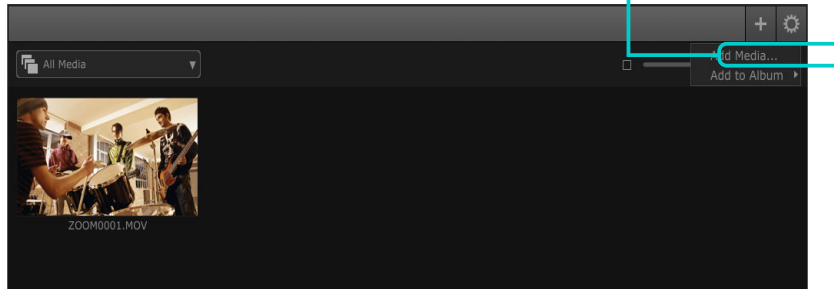 All Media
Add Media...
Add to Album
ZOOM0001.MOV